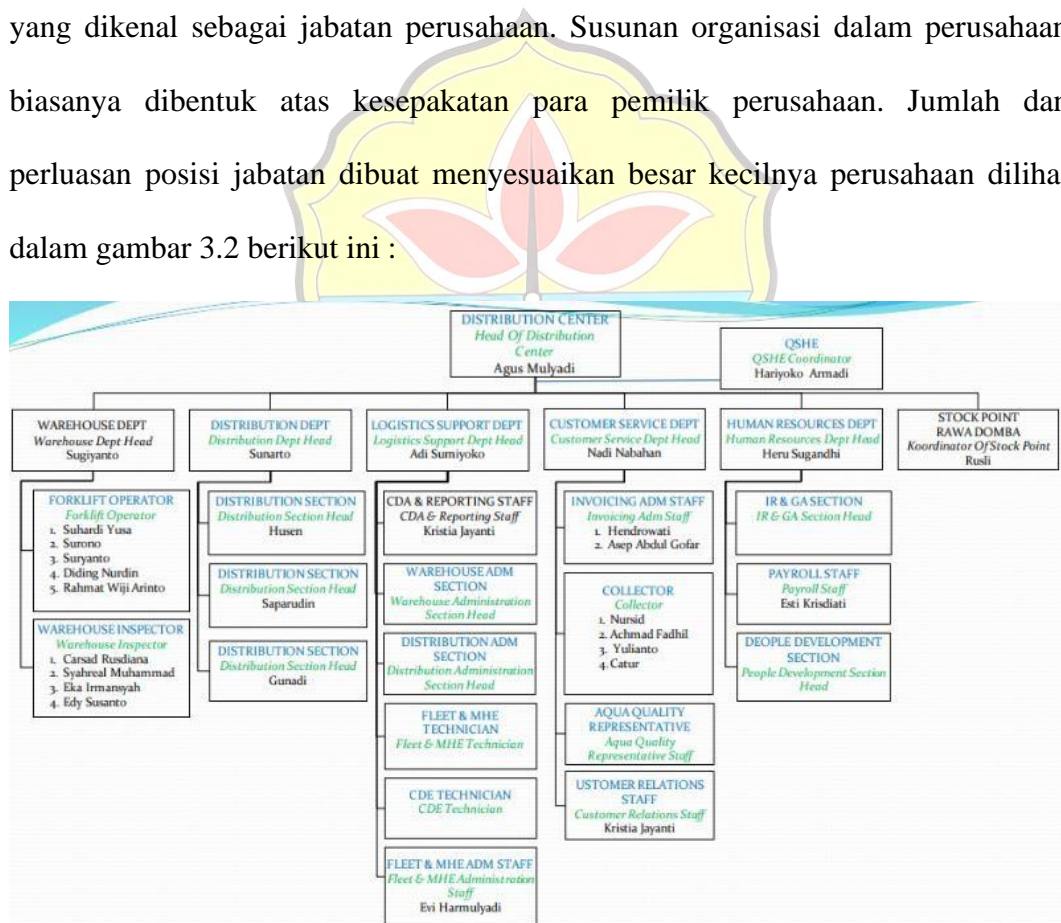 yang dikenal sebagai jabatan perusahaan. Susunan organisasi dalam perusahaan
biasanya dibentuk atas kesepakatan para pemilik perusahaan. Jumlah dan
perluasan posisi jabatan dibuat menyesuaikan besar kecilnya perusahaan diliha
dalam gambar 3.2 berikut ini :
DISTRIBUTION CENTER
Head Of Distribution
Center
Agus Mulyadi
QSHE
QSHE Coordinator
Hariyoko Armadi
WAREHOUSE DEPT
Warehouse Dept Head
Sugiyanto
FORKLIFT OPERATOR
Forklift Operator
1. Suhardi Yusa
2. Surono
3. Suryanto
4. Diding Nurdin
5. Rahmat Wiji Arinto
WAREHOUSE INSPECTOR
Warehouse Inspector
1. Carsad Rusdiana
2. Syahreal Muhammad
3. Eka Irmansyah
4. Edy Susanto
DISTRIBUTION DEPT
Distribution Dept Head
Sunarto
DISTRIBUTION SECTION
Distribution Section Head
Husen
DISTRIBUTION SECTION
Distribution Section Head
Saparudin
DISTRIBUTION SECTION
Distribution Section Head
Gunadi
LOGISTICS SUPPORT DEPT
Logistics Support Dept Head
Adi Sumiyoko
CDA & REPORTING STAFF
CDA & Reporting Staff
Kristia Jayanti
WAREHOUSE ADM
SECTION
Warehouse Administration
Section Head
DISTRIBUTION ADM
SECTION
Distribution Administration
Section Head
FLEET & MHE
TECHNICIAN
Fleet & MHE Technician
CDE TECHNICIAN
CDE Technician
FLEET & MHE ADM STAFF
Fleet & MHE Administration
Staff
Evi Harmulyadi
CUSTOMER SERVICE DEPT
Customer Service Dept Head
Nadi Nabahan
INVOICING ADM STAFF
Invoicing Adm Staff
1. Hendrowati
2. Asep Abdul Gofar
COLLECTOR
Collector
1. Nursid
2. Achmad Fadhil
3. Yulianto
4. Catur
AQUA QUALITY
REPRESENTATIVE
Aqua Quality
Representative Staff
USTOMER RELATIONS
STAFF
Customer Relations Staff
Kristia Jayanti
HUMAN RESOURCES DEPT
Human Resources Dept Head
Heru Sugandhi
IR & GA SECTION
IR & GA Section Head
PAYROLL STAFF
Payroll Staff
Esti Krisdiati
DEOPLE DEVELOPMENT
SECTION
People Development Section
Head
STOCK POINT
RAWA DOMBA
Koordinator Of Stock Point
Rusli